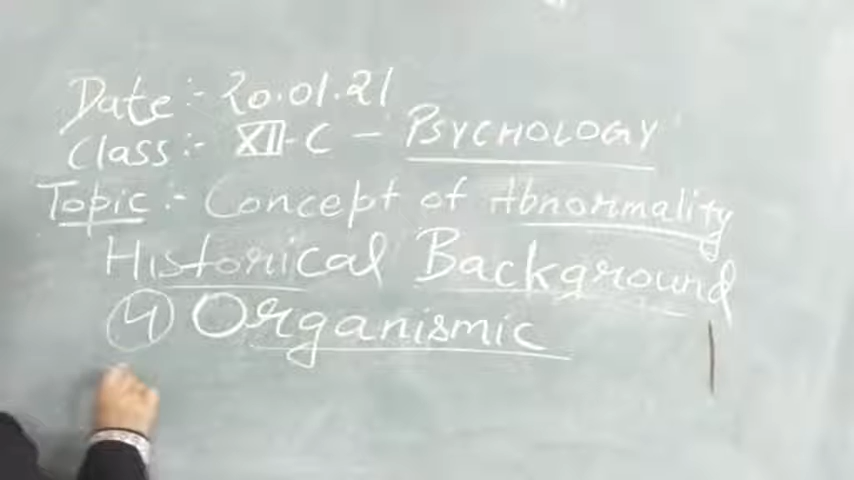 Date :- 20.01.21
Class :- XII-C - PSYCHOLOGY
Topic :- Concept of Abnormality
Historical Background
4 Organismic